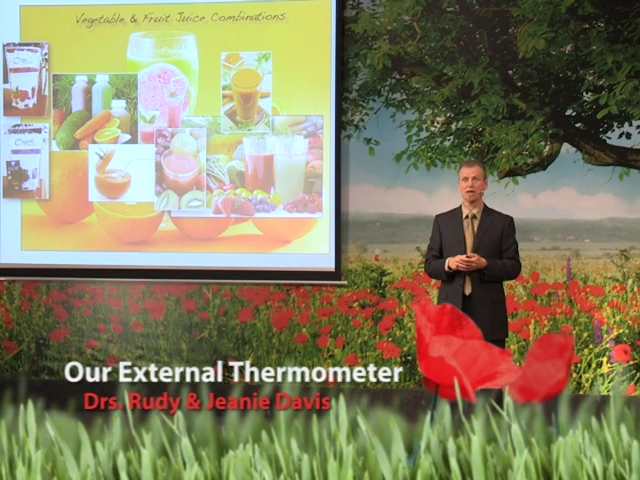 Vegetable & Fruit Juice Combinations
Our External Thermometer
Drs. Rudy & Jeanie Davis